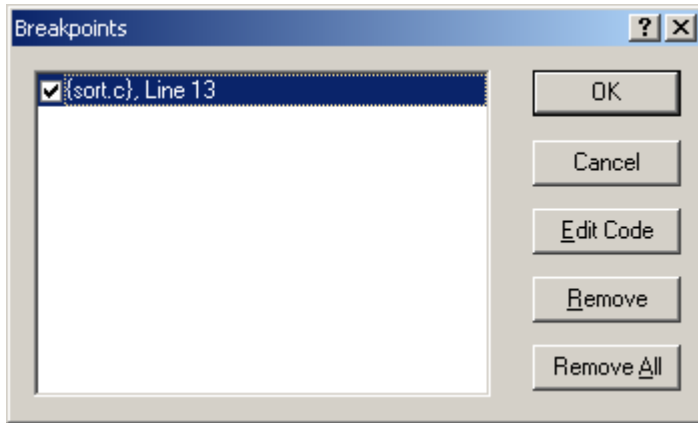 Breakpoints
{sort.c}, Line 13
OK
Cancel
Edit Code
Remove
Remove All